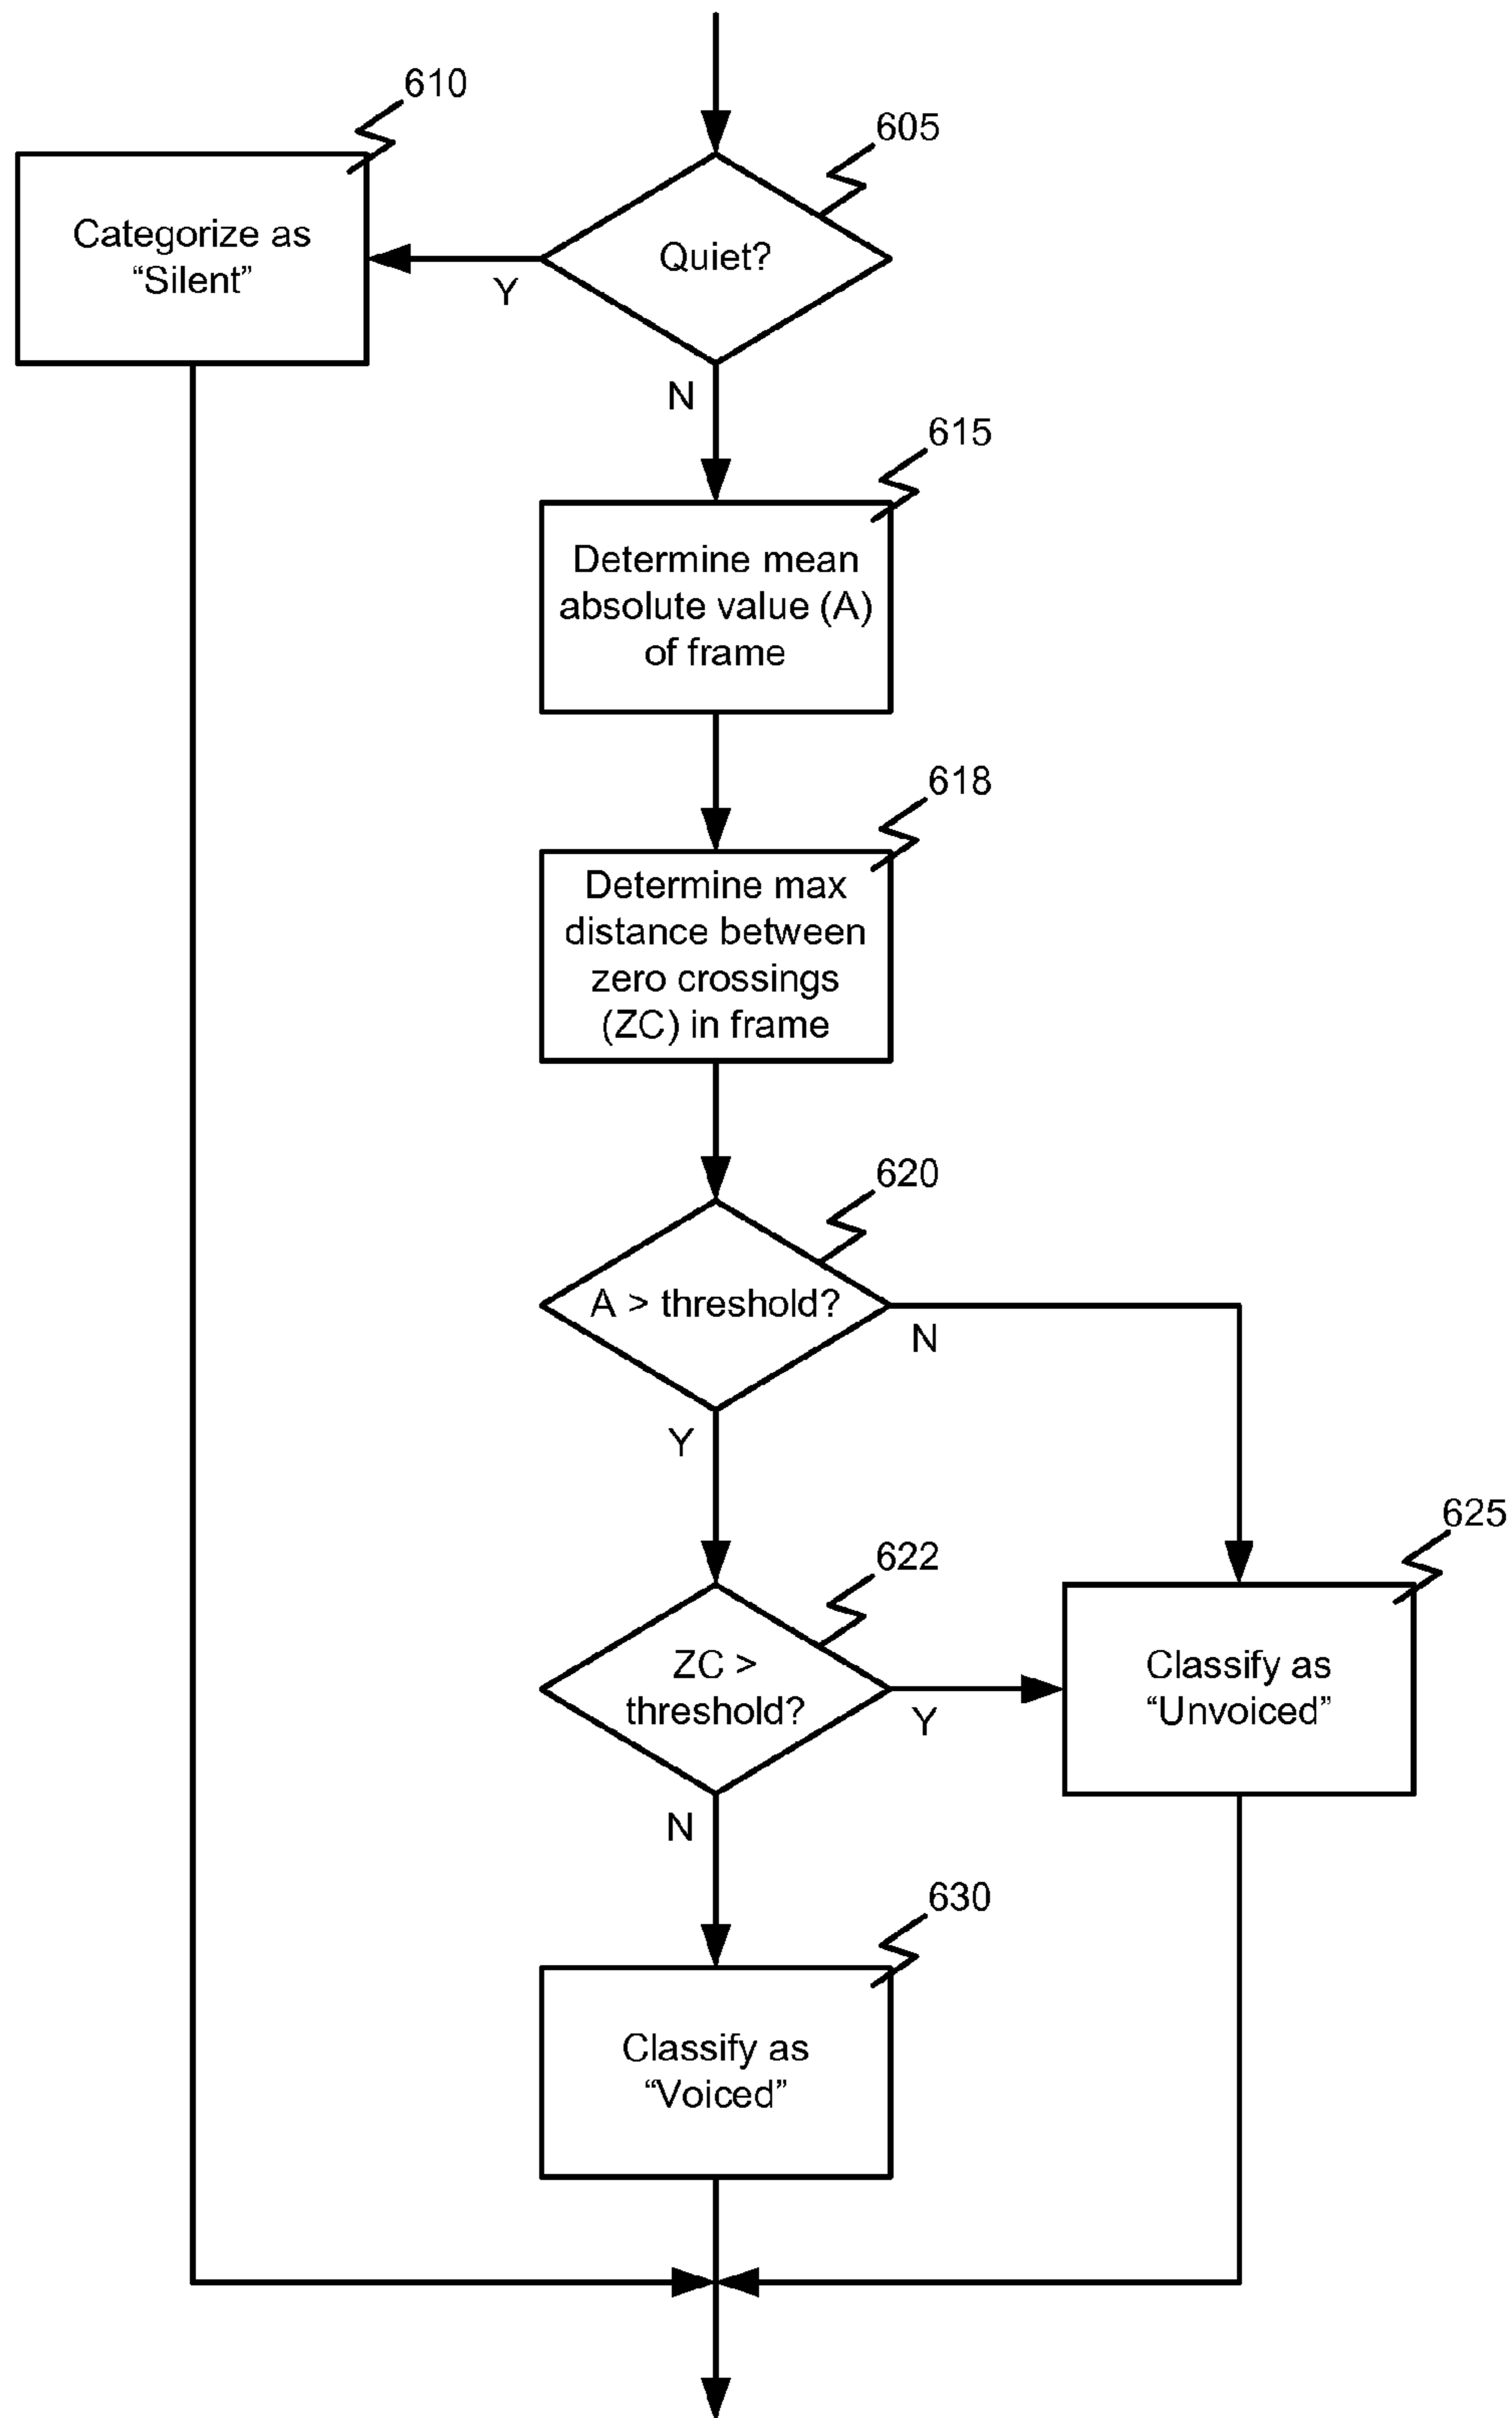 610
605
Categorize as
“Silent”
Quiet?
Y
N
615
Determine mean
absolute value (A)
of frame
618
Determine max
distance between
zero crossings
(ZC) in frame
620
A > threshold?
N
Y
625
622
ZC >
threshold?
Y
Classify as
“Unvoiced”
N
630
Classify as
“Voiced”